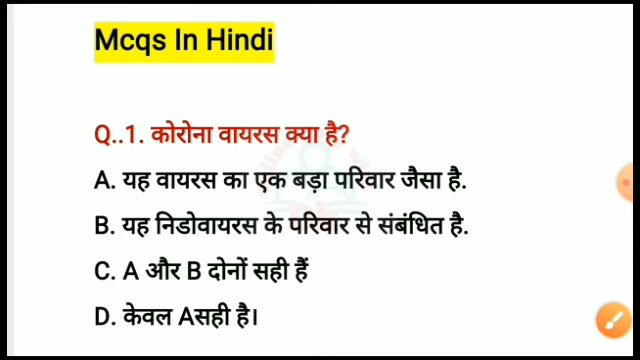 Mcqs In Hindi
Q..1. कोरोना वायरस क्या है?
A. यह वायरस का एक बड़ा परिवार जैसा है.
B. यह निडोवायरस के परिवार से संबंधित है.
C. A और B दोनों सही हैं
D. केवल Aसही है।